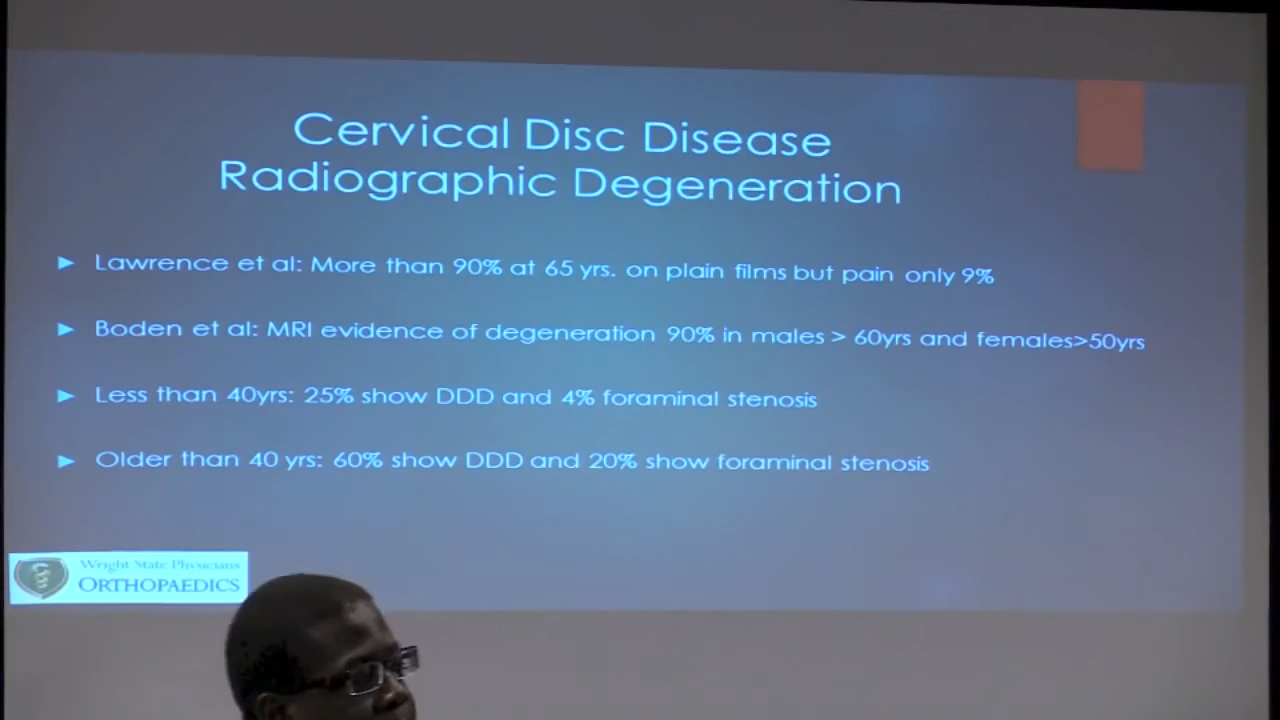 Cervical Disc Disease
Radiographic Degeneration
► Lawrence et al: More than 90% at 65 yrs. on plain films but pain only 9%
► Boden et al: MRI evidence of degeneration 90% in males > 60yrs and females>50yrs
► Less than 40yrs: 25% show DDD and 4% foraminal stenosis
► Older than 40 yrs: 60% show DDD and 20% show foraminal stenosis
Wright State Physicians
ORTHOPAEDICS